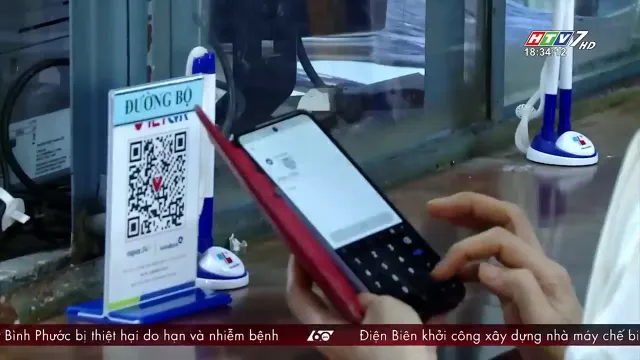 HTV7 HD
18:34:12
ĐƯỜNG BỘ
VIETQR
Bình Phước bị thiệt hại do hạn và nhiễm bệnh
Điện Biên khởi công xây dựng nhà máy chế bi